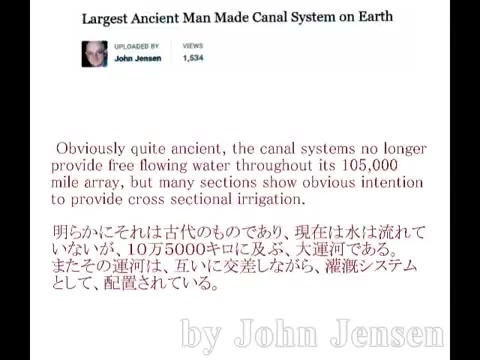 Largest Ancient Man Made Canal System on Earth
UPLOADED BY
John Jensen
VIEWS
1,534
Obviously quite ancient, the canal systems no longer
provide free flowing water throughout its 105,000
mile array, but many sections show obvious intention
to provide cross sectional irrigation.
明らかにそれは古代のものであり、現在は水は流れて
いないが、10万5000キロに及ぶ、大運河である。
またその運河は、互いに交差しながら、灌漑システム
として、配置されている。
by John Jensen